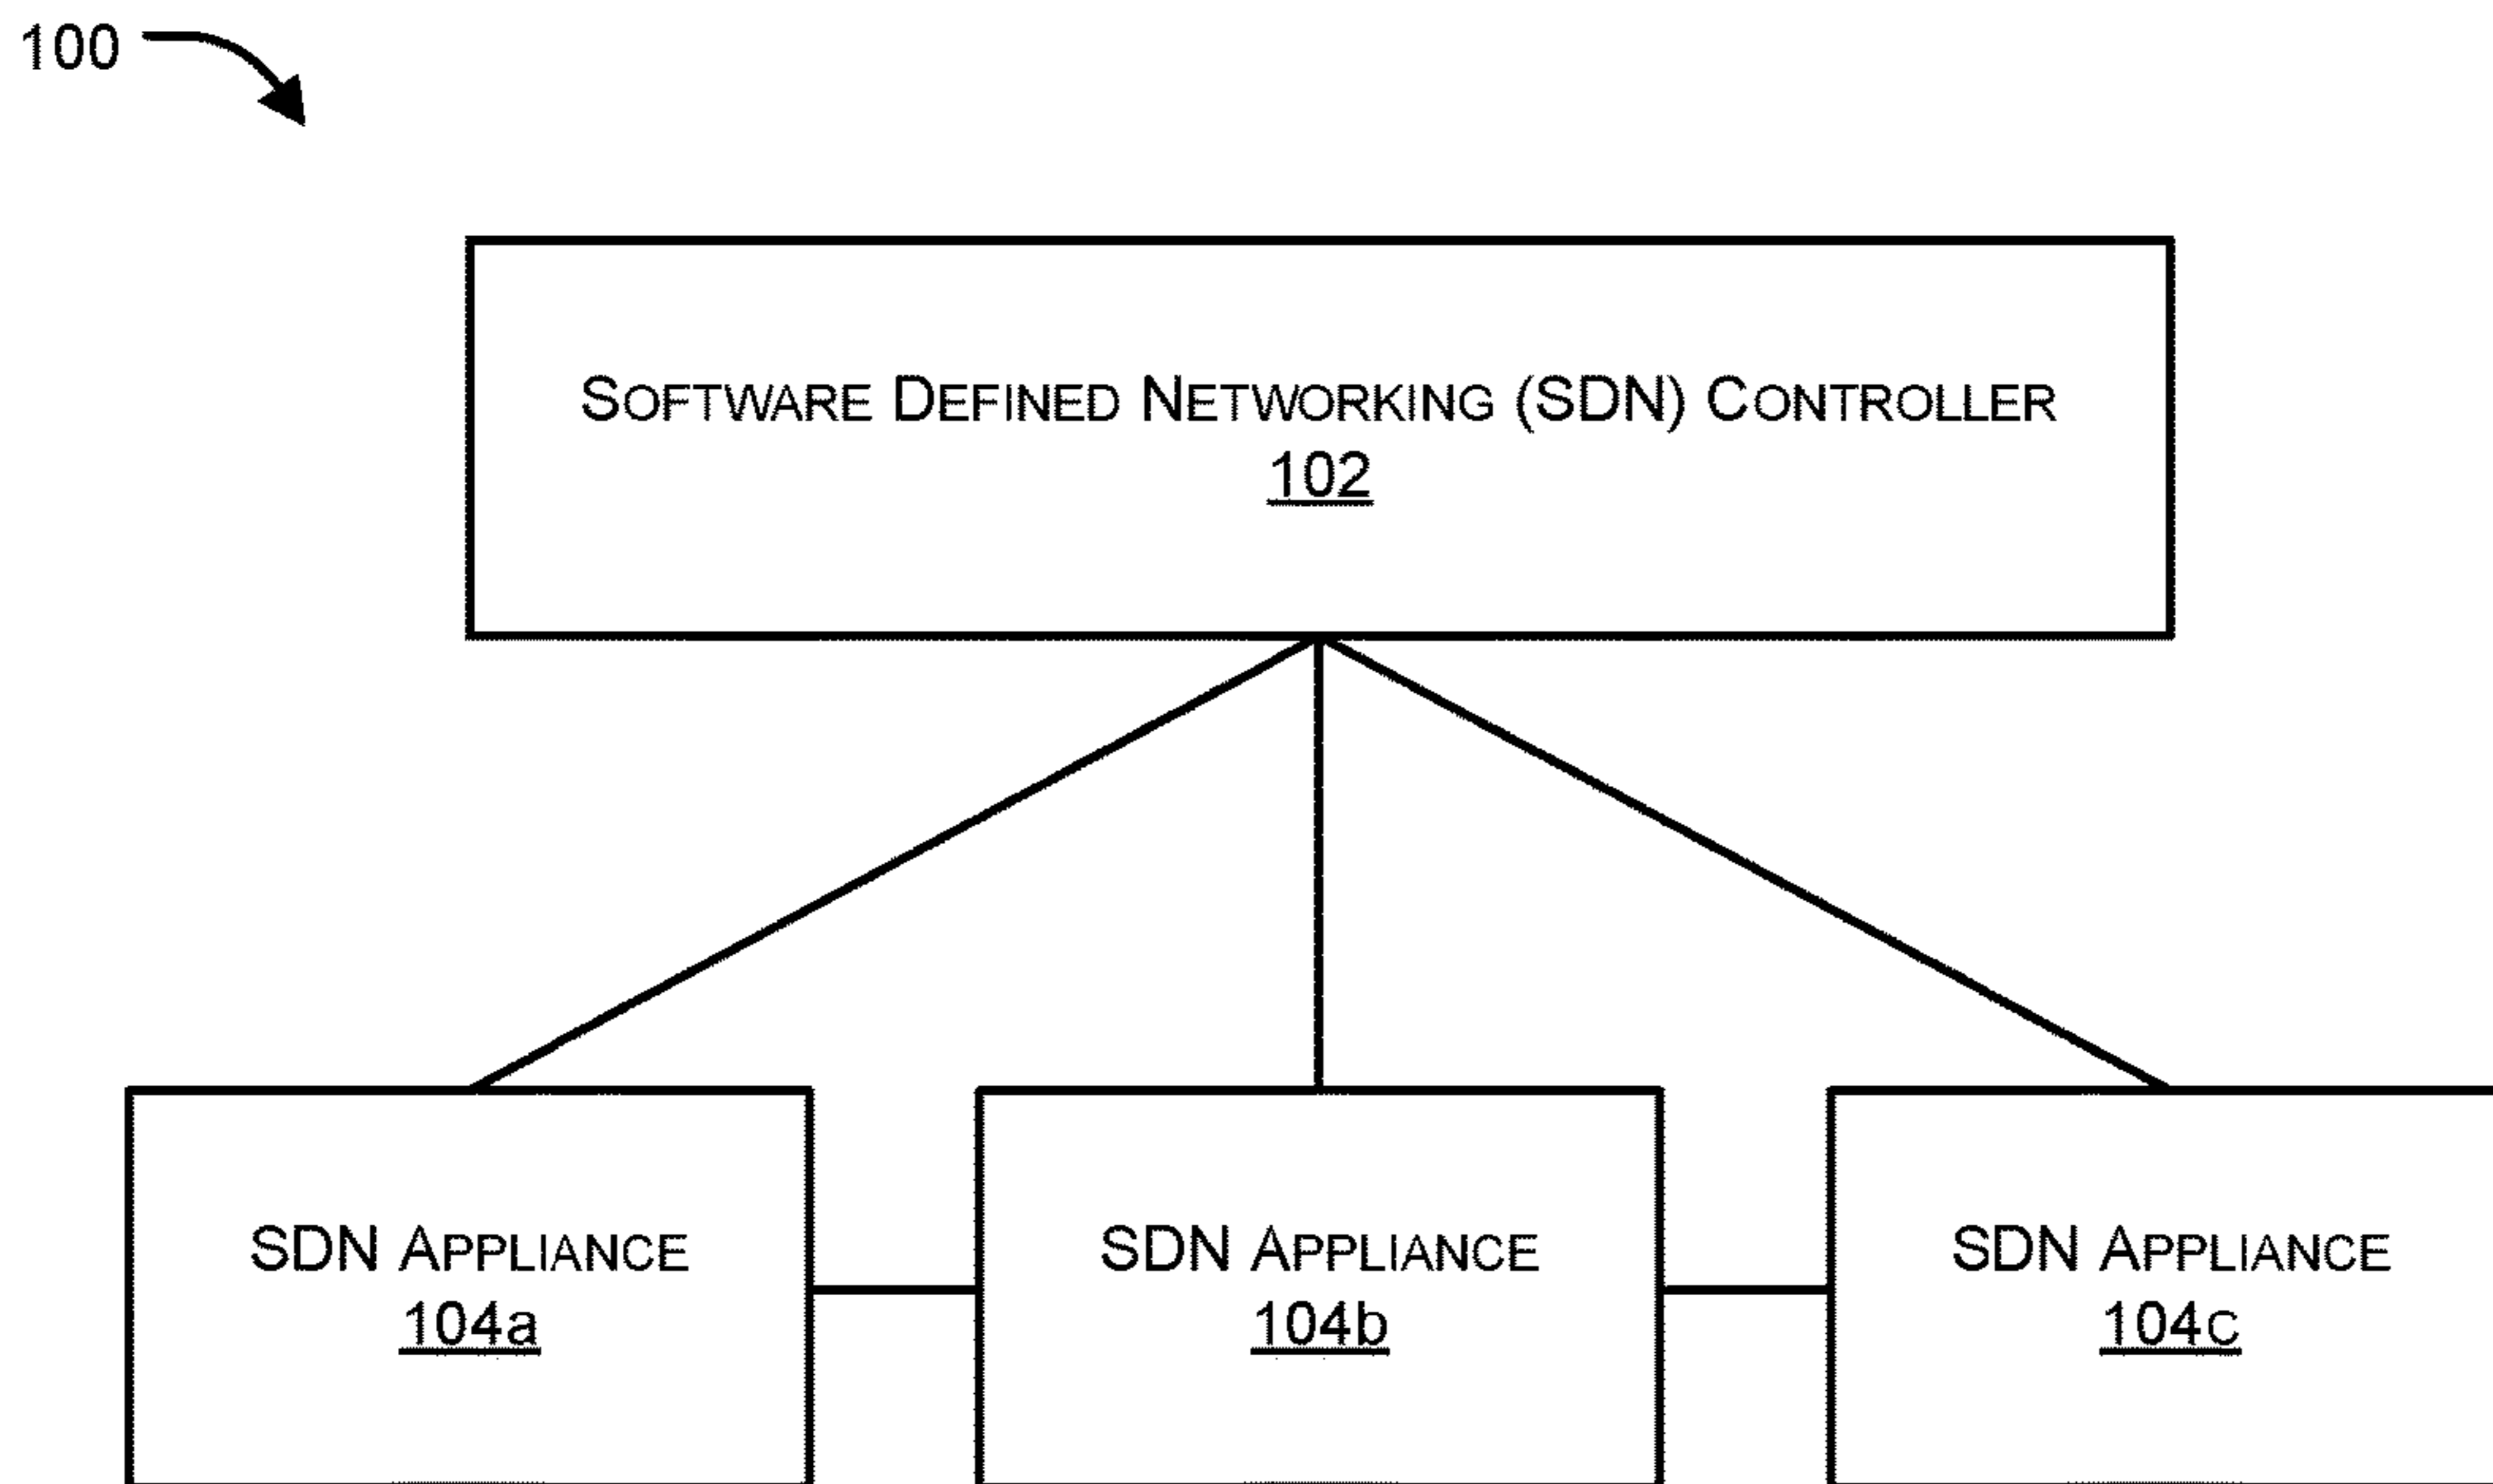 100
SOFTWARE DEFINED NETWORKING (SDN) CONTROLLER
102
SDN APPLIANCE
104a
SDN APPLIANCE
104b
SDN APPLIANCE
104c